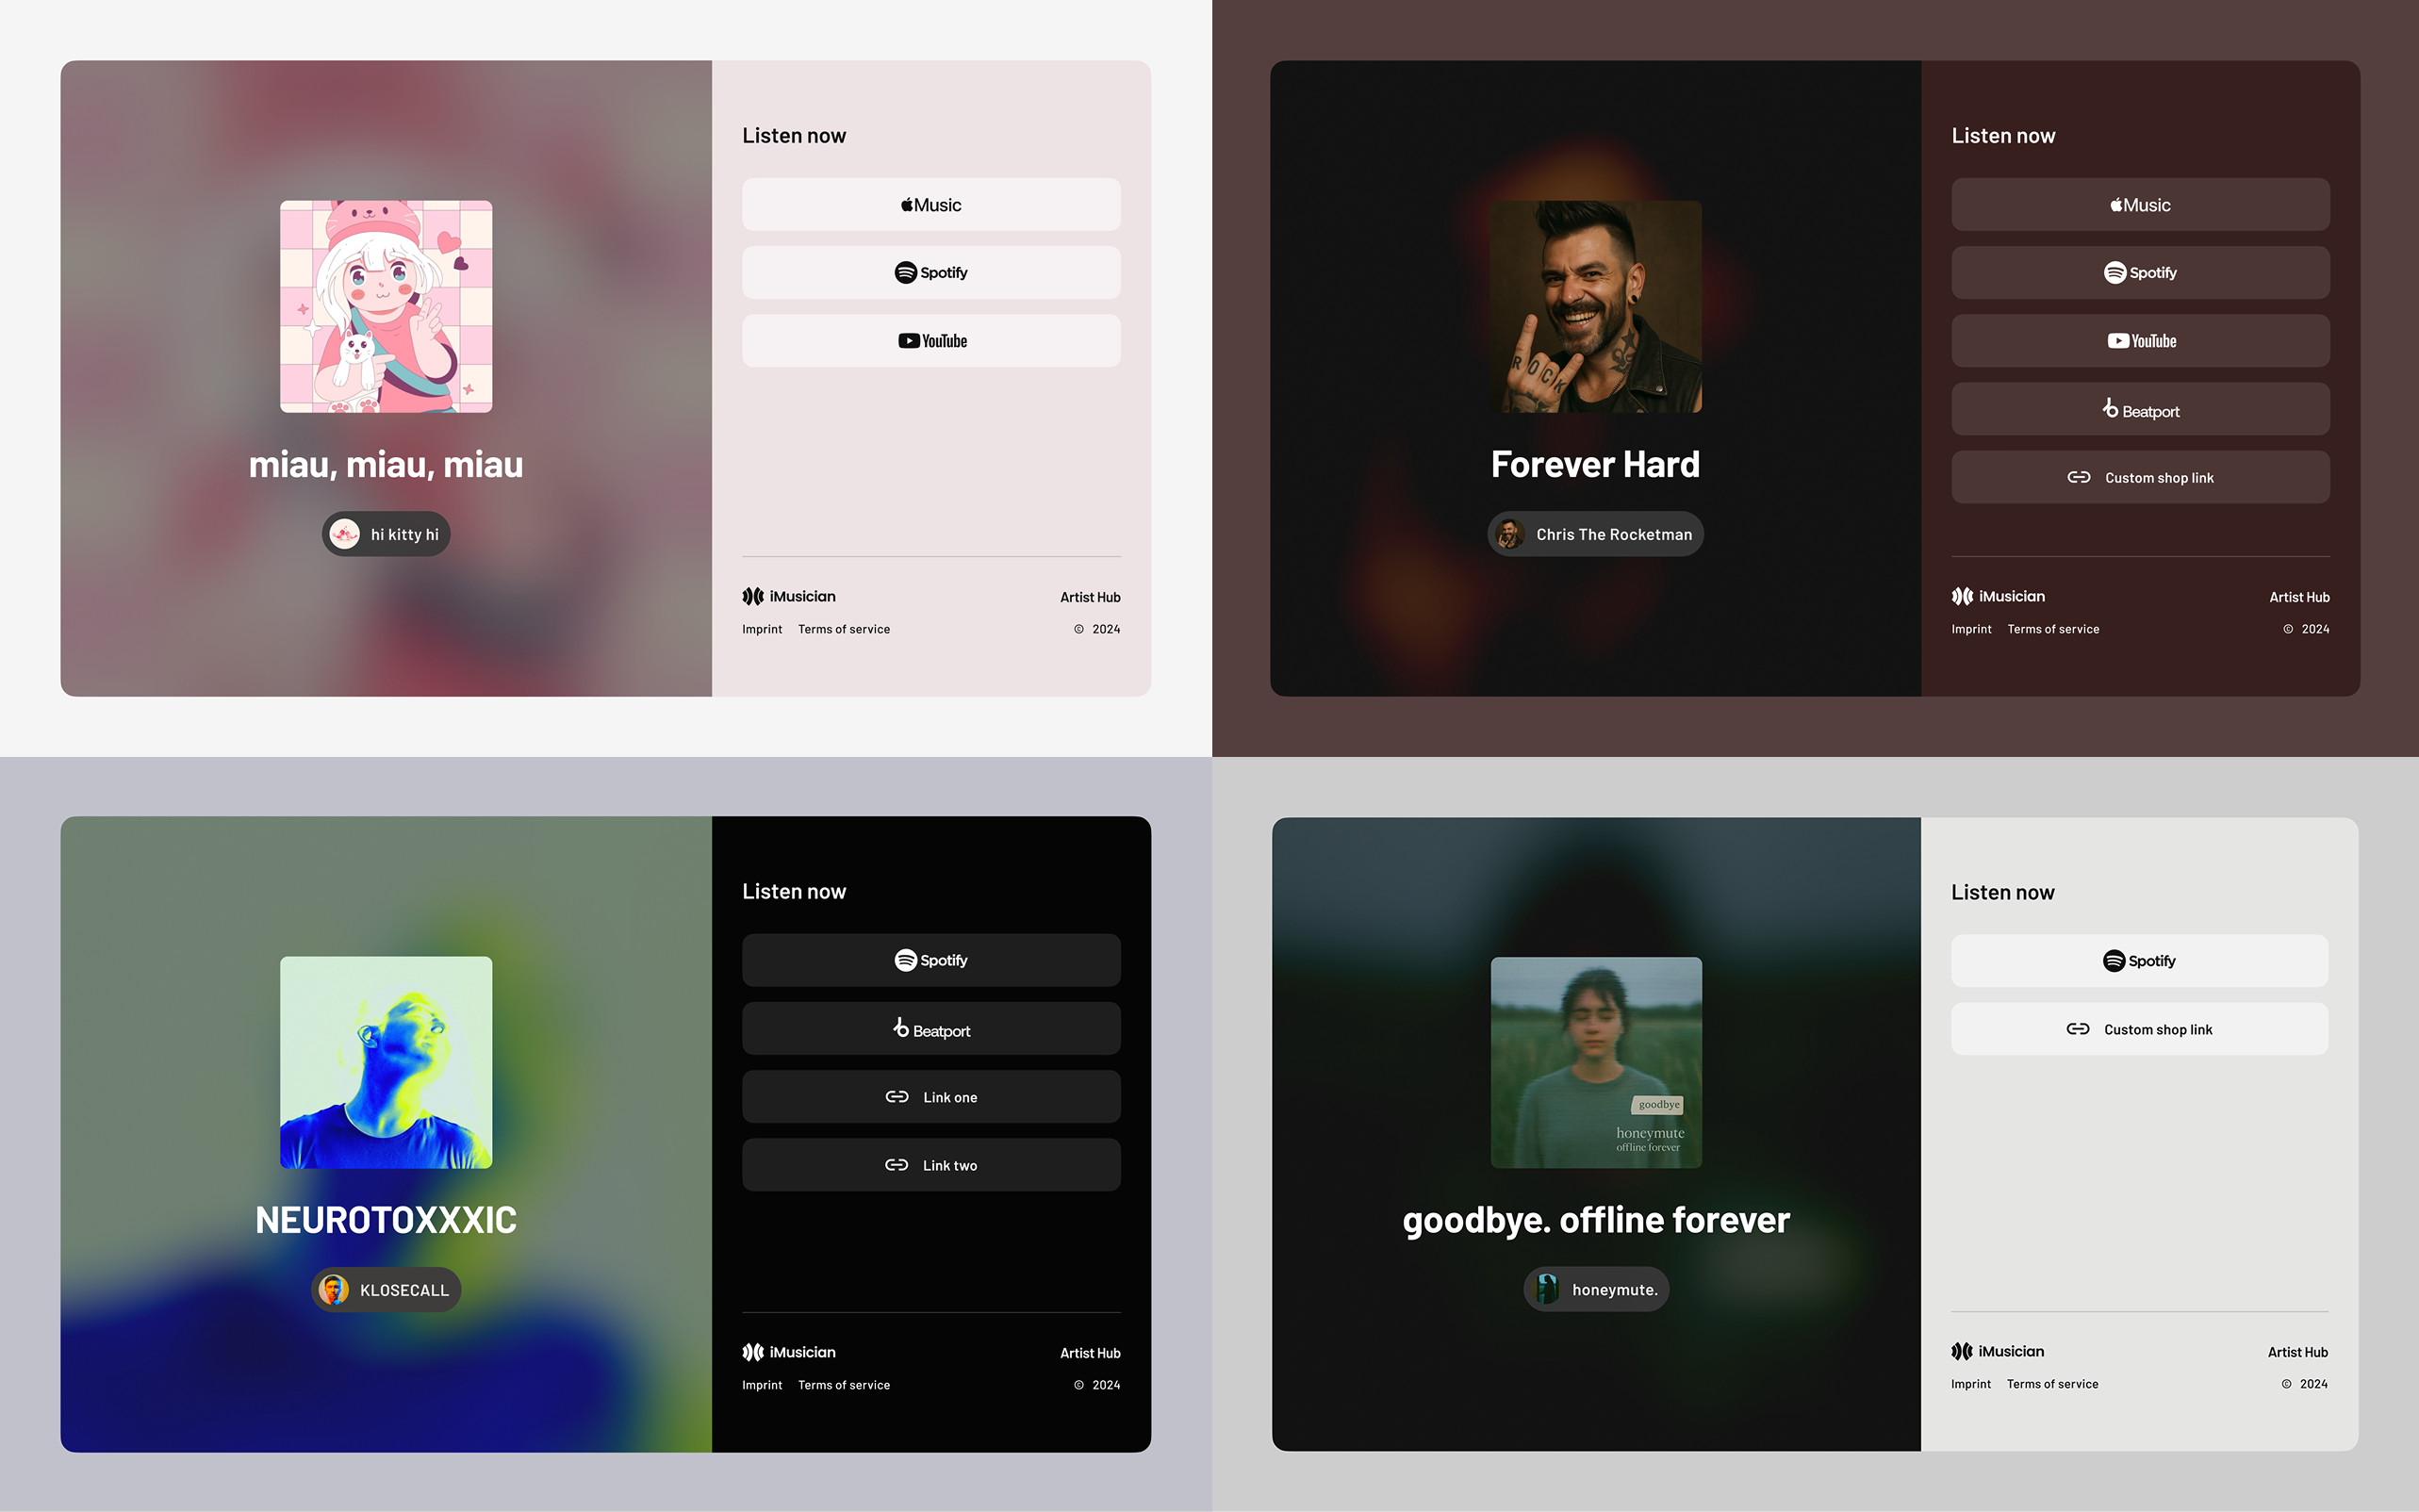 miau, miau, miau
hi kitty hi
Listen now
Music
Spotify
YouTube
iMusician
Artist Hub
Imprint Terms of service
© 2024
ROCK
Forever Hard
Chris The Rocketman
Listen now
Music
Spotify
YouTube
Beatport
Custom shop link
iMusician
Artist Hub
Imprint Terms of service
© 2024
NEUROTOXXXIC
KLOSECALL
Listen now
Spotify
Beatport
Link one
Link two
iMusician
Artist Hub
Imprint Terms of service
© 2024
goodbye
honeymute
offline forever
goodbye. offline forever
honeymute.
Listen now
Spotify
Custom shop link
iMusician
Artist Hub
Imprint Terms of service
© 2024